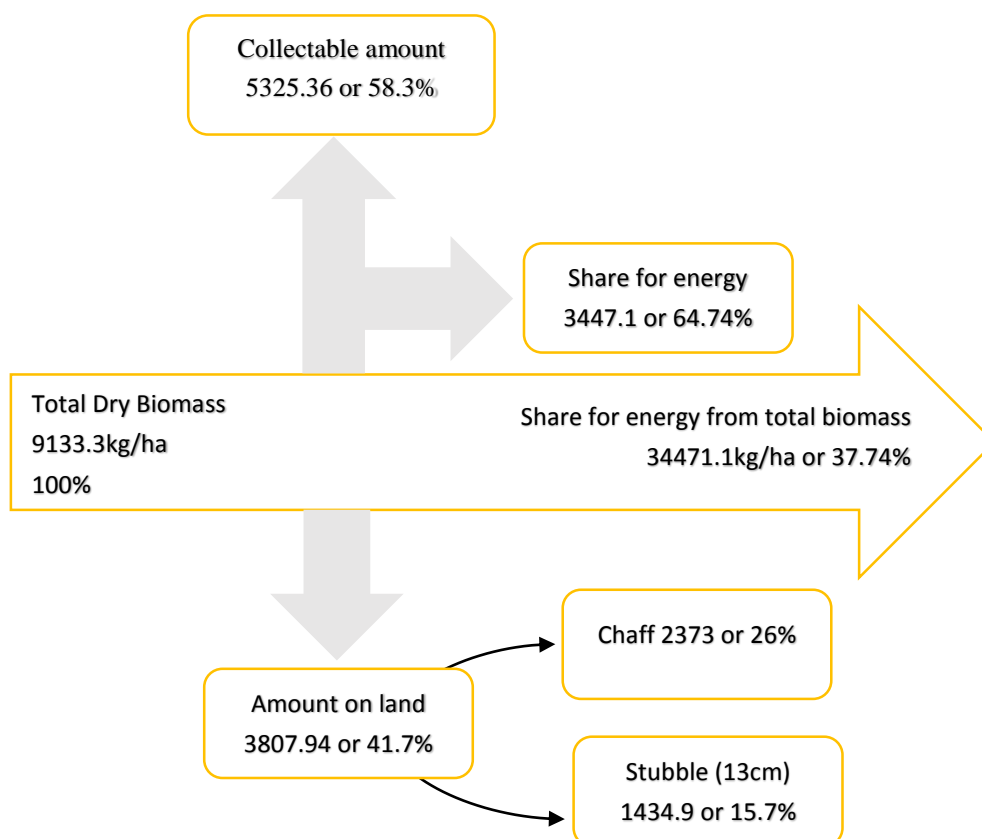 Collectable amount
5325.36 or 58.3%
Share for energy
3447.1 or 64.74%
Total Dry Biomass
9133.3kg/ha
100%
Share for energy from total biomass
34471.1kg/ha or 37.74%
Chaff 2373 or 26%
Amount on land
3807.94 or 41.7%
Stubble (13cm)
1434.9 or 15.7%